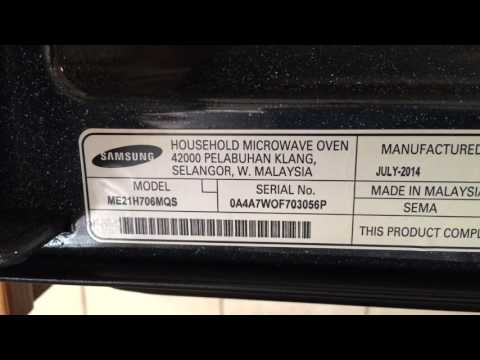 SAMSUNG
HOUSEHOLD MICROWAVE OVEN
42000 PELABUHAN KLANG,
SELANGOR, W. MALAYSIA
MODEL
ME21H706MQS
SERIAL No.
0A4A7WOF703056P
MANUFACTURED
JULY-2014
MADE IN MALAYSIA
SEMA
THIS PRODUCT COMPL